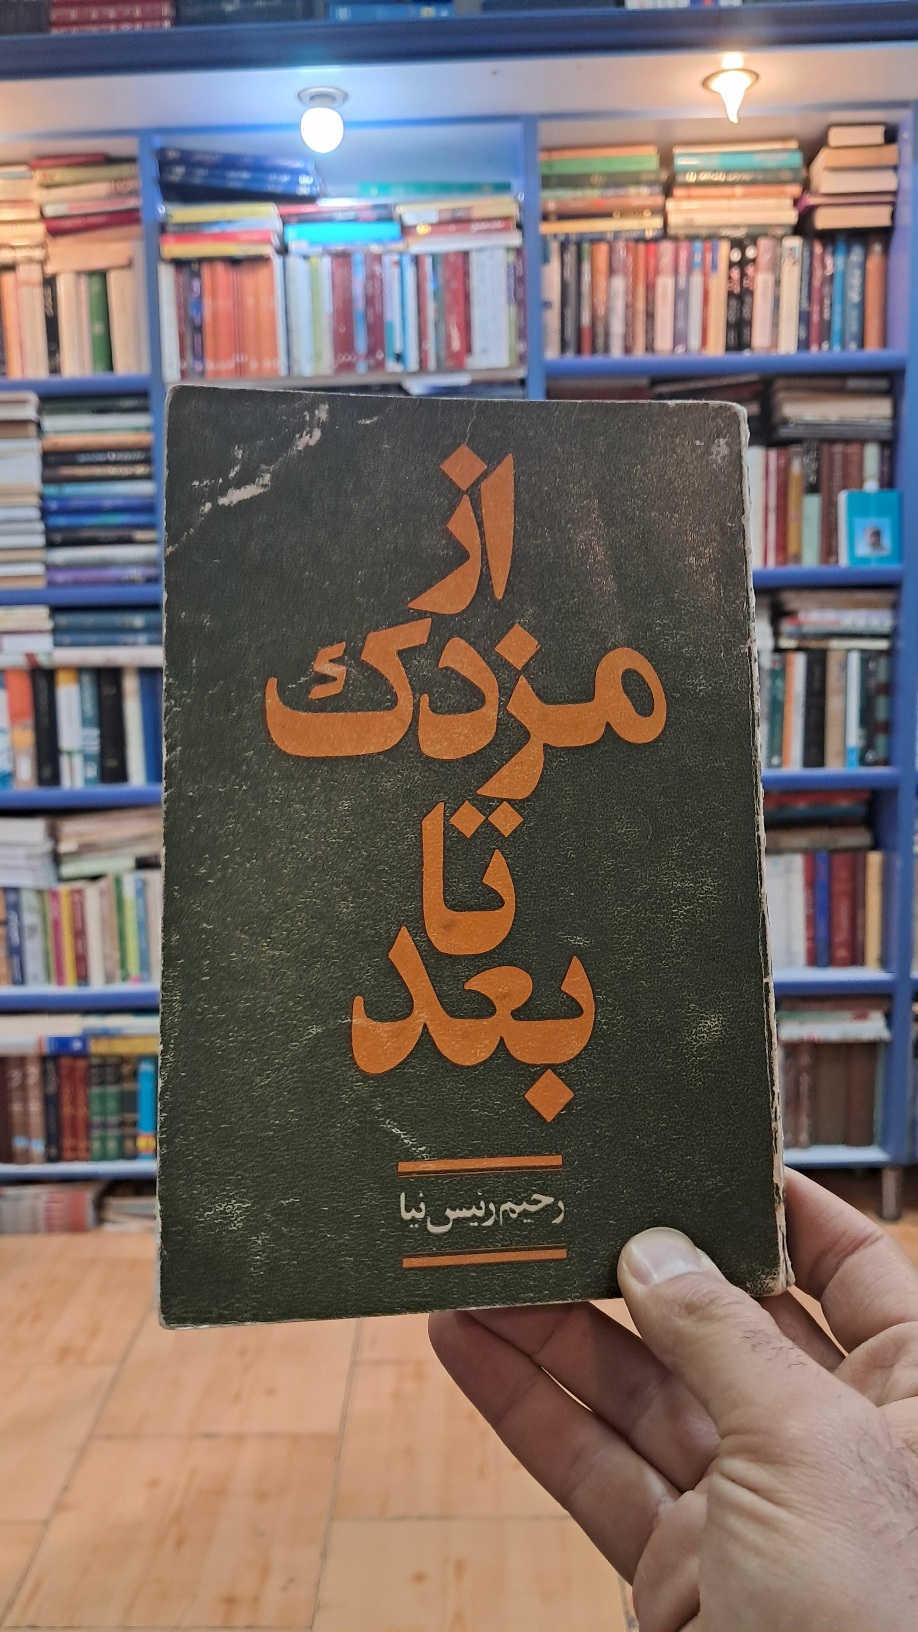 از
مزدک
تا
بعد
رحیم رئیس نیا